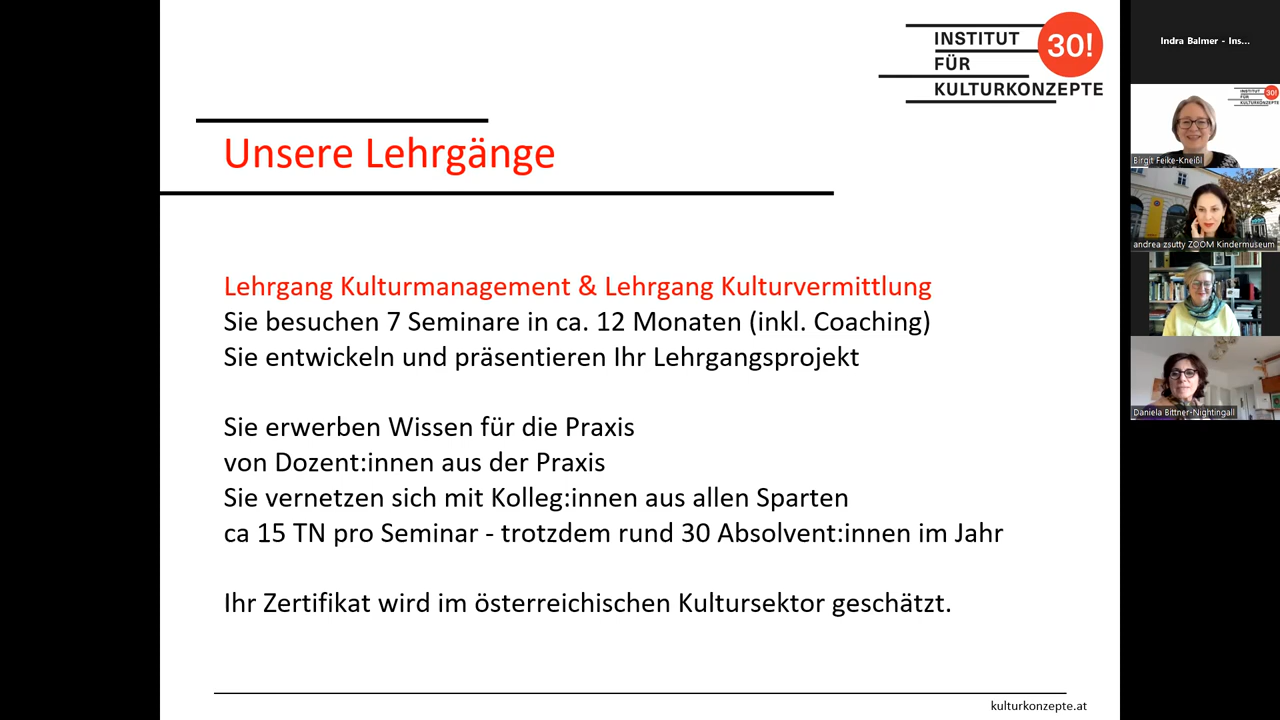 INSTITUT
FÜR
KULTURKONZEPTE
30!
Unsere Lehrgänge
Lehrgang Kulturmanagement & Lehrgang Kulturvermittlung
Sie besuchen 7 Seminare in ca. 12 Monaten (inkl. Coaching)
Sie entwickeln und präsentieren Ihr Lehrgangsprojekt
Sie erwerben Wissen für die Praxis
von Dozent:innen aus der Praxis
Sie vernetzen sich mit Kolleg:innen aus allen Sparten
ca 15 TN pro Seminar - trotzdem rund 30 Absolvent:innen im Jahr
Ihr Zertifikat wird im österreichischen Kultursektor geschätzt.
kulturkonzepte.at
Indra Balmer - Ins...
INSTITUT
FÜR
KULTURKONZEPTE
30!
Birgit Feike-Kneißl
andrea zsutty ZOOM Kindermuseum
Daniela Bittner-Nightingall